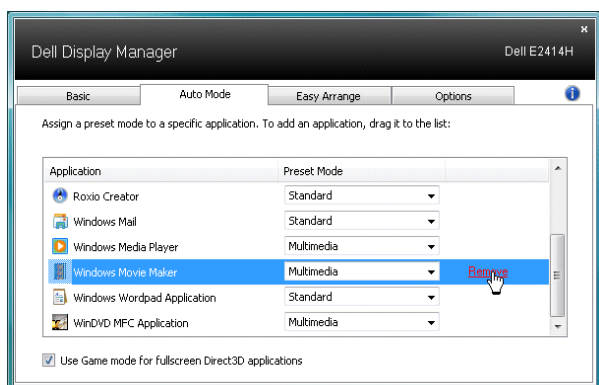 Dell Display Manager
Dell E2414H
Basic Auto Mode Easy Arrange Options
Assign a preset mode to a specific application. To add an application, drag it to the list:
Application Preset Mode
Roxio Creator Standard
Windows Mail Standard
Windows Media Player Multimedia
Windows Movie Maker Multimedia Remove
Windows Wordpad Application Standard
WinDVD MFC Application Multimedia
Use Game mode for fullscreen Direct3D applications